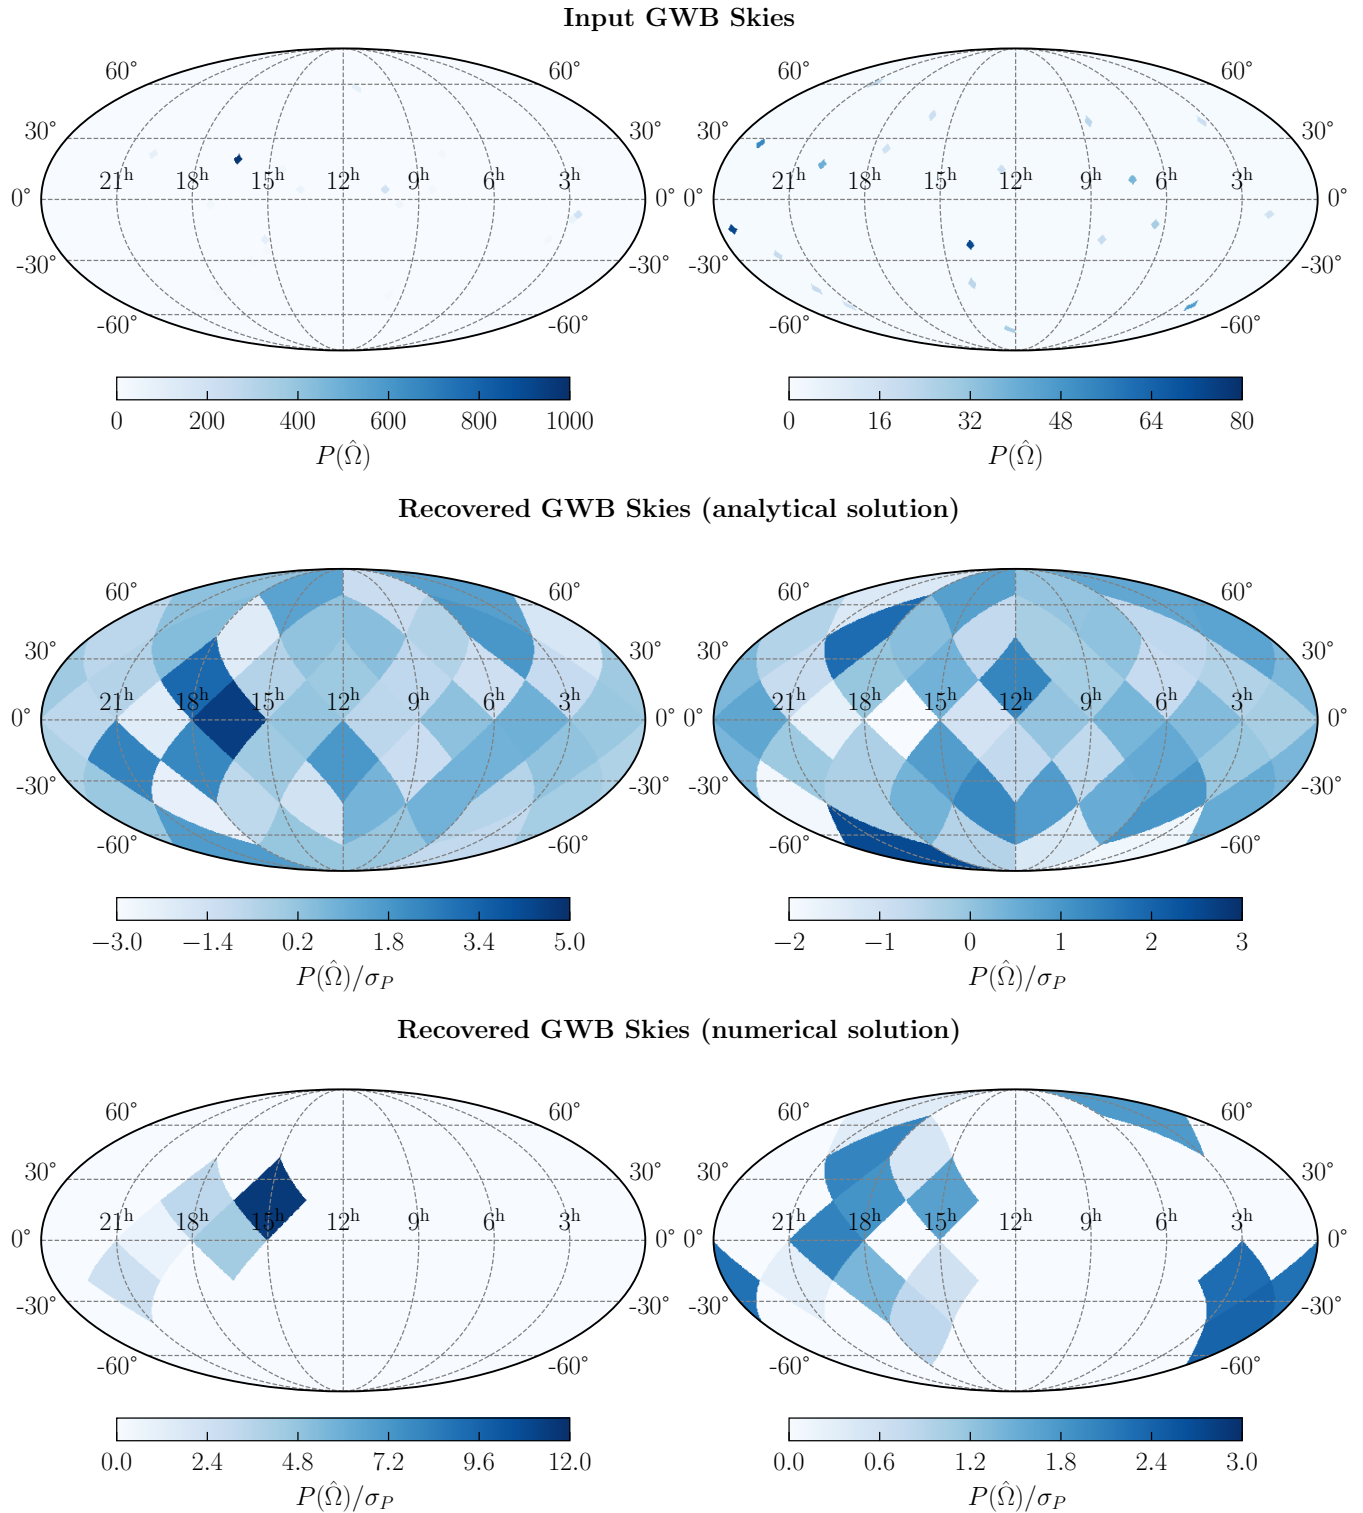 Input GWB Skies
60° 60° 60° 60°
30° 30° 30° 30°
21h 18h 15h 12h 9h 6h 3h 21h 18h 15h 12h 9h 6h 3h
0° 0° 0° 0°
-30° -30° -30° -30°
-60° -60° -60° -60°
0 200 400 600 800 1000 0 16 32 48 64 80
P(Ω̂) P(Ω̂)
Recovered GWB Skies (analytical solution)
60° 60° 60° 60°
30° 30° 30° 30°
21h 18h 15h 12h 9h 6h 3h 21h 18h 15h 12h 9h 6h 3h
0° 0° 0° 0°
-30° -30° -30° -30°
-60° -60° -60° -60°
−3.0 −1.4 0.2 1.8 3.4 5.0 −2 −1 0 1 2 3
P(Ω̂)/σP P(Ω̂)/σP
Recovered GWB Skies (numerical solution)
60° 60° 60° 60°
30° 30° 30° 30°
21h 18h 15h 12h 9h 6h 3h 21h 18h 15h 12h 9h 6h 3h
0° 0° 0° 0°
-30° -30° -30° -30°
-60° -60° -60° -60°
0.0 2.4 4.8 7.2 9.6 12.0 0.0 0.6 1.2 1.8 2.4 3.0
P(Ω̂)/σP P(Ω̂)/σP